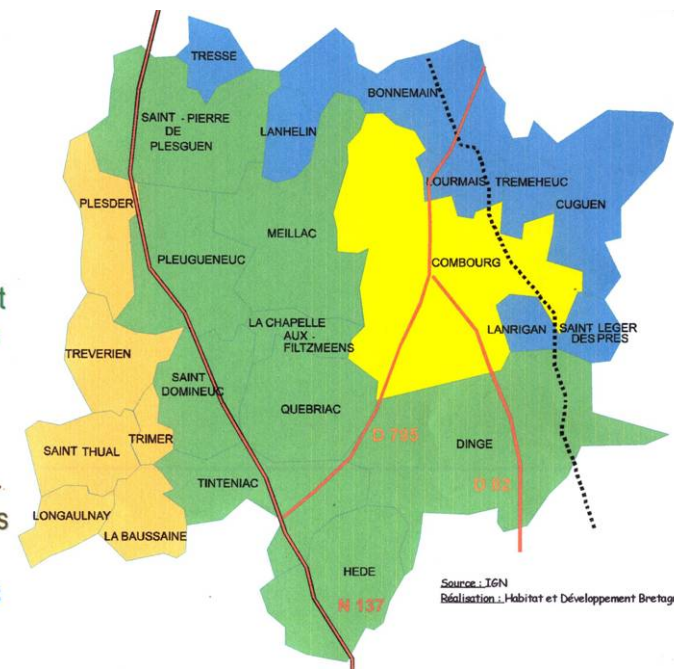 TRESSE
BONNEMAIN
SAINT - PIERRE
DE
PLESGUEN
LANHELIN
LOURMAIS
TREMEHEUC
PLESDER
CUGUEN
MEILLAC
PLEUGUENEUC
COMBOURG
LA CHAPELLE
AUX -
FILTZMEENS
LANRIGAN
SAINT LEGER
DES PRES
TREVERIEN
SAINT
DOMINEUC
QUEBRIAC
TRIMER
D 795
DINGE
SAINT THUAL
TINTENIAC
D 82
LONGAULNAY
LA BAUSSAINE
HEDE
N 137
Source : IGN
Réalisation : Habitat et Développement Bretagn